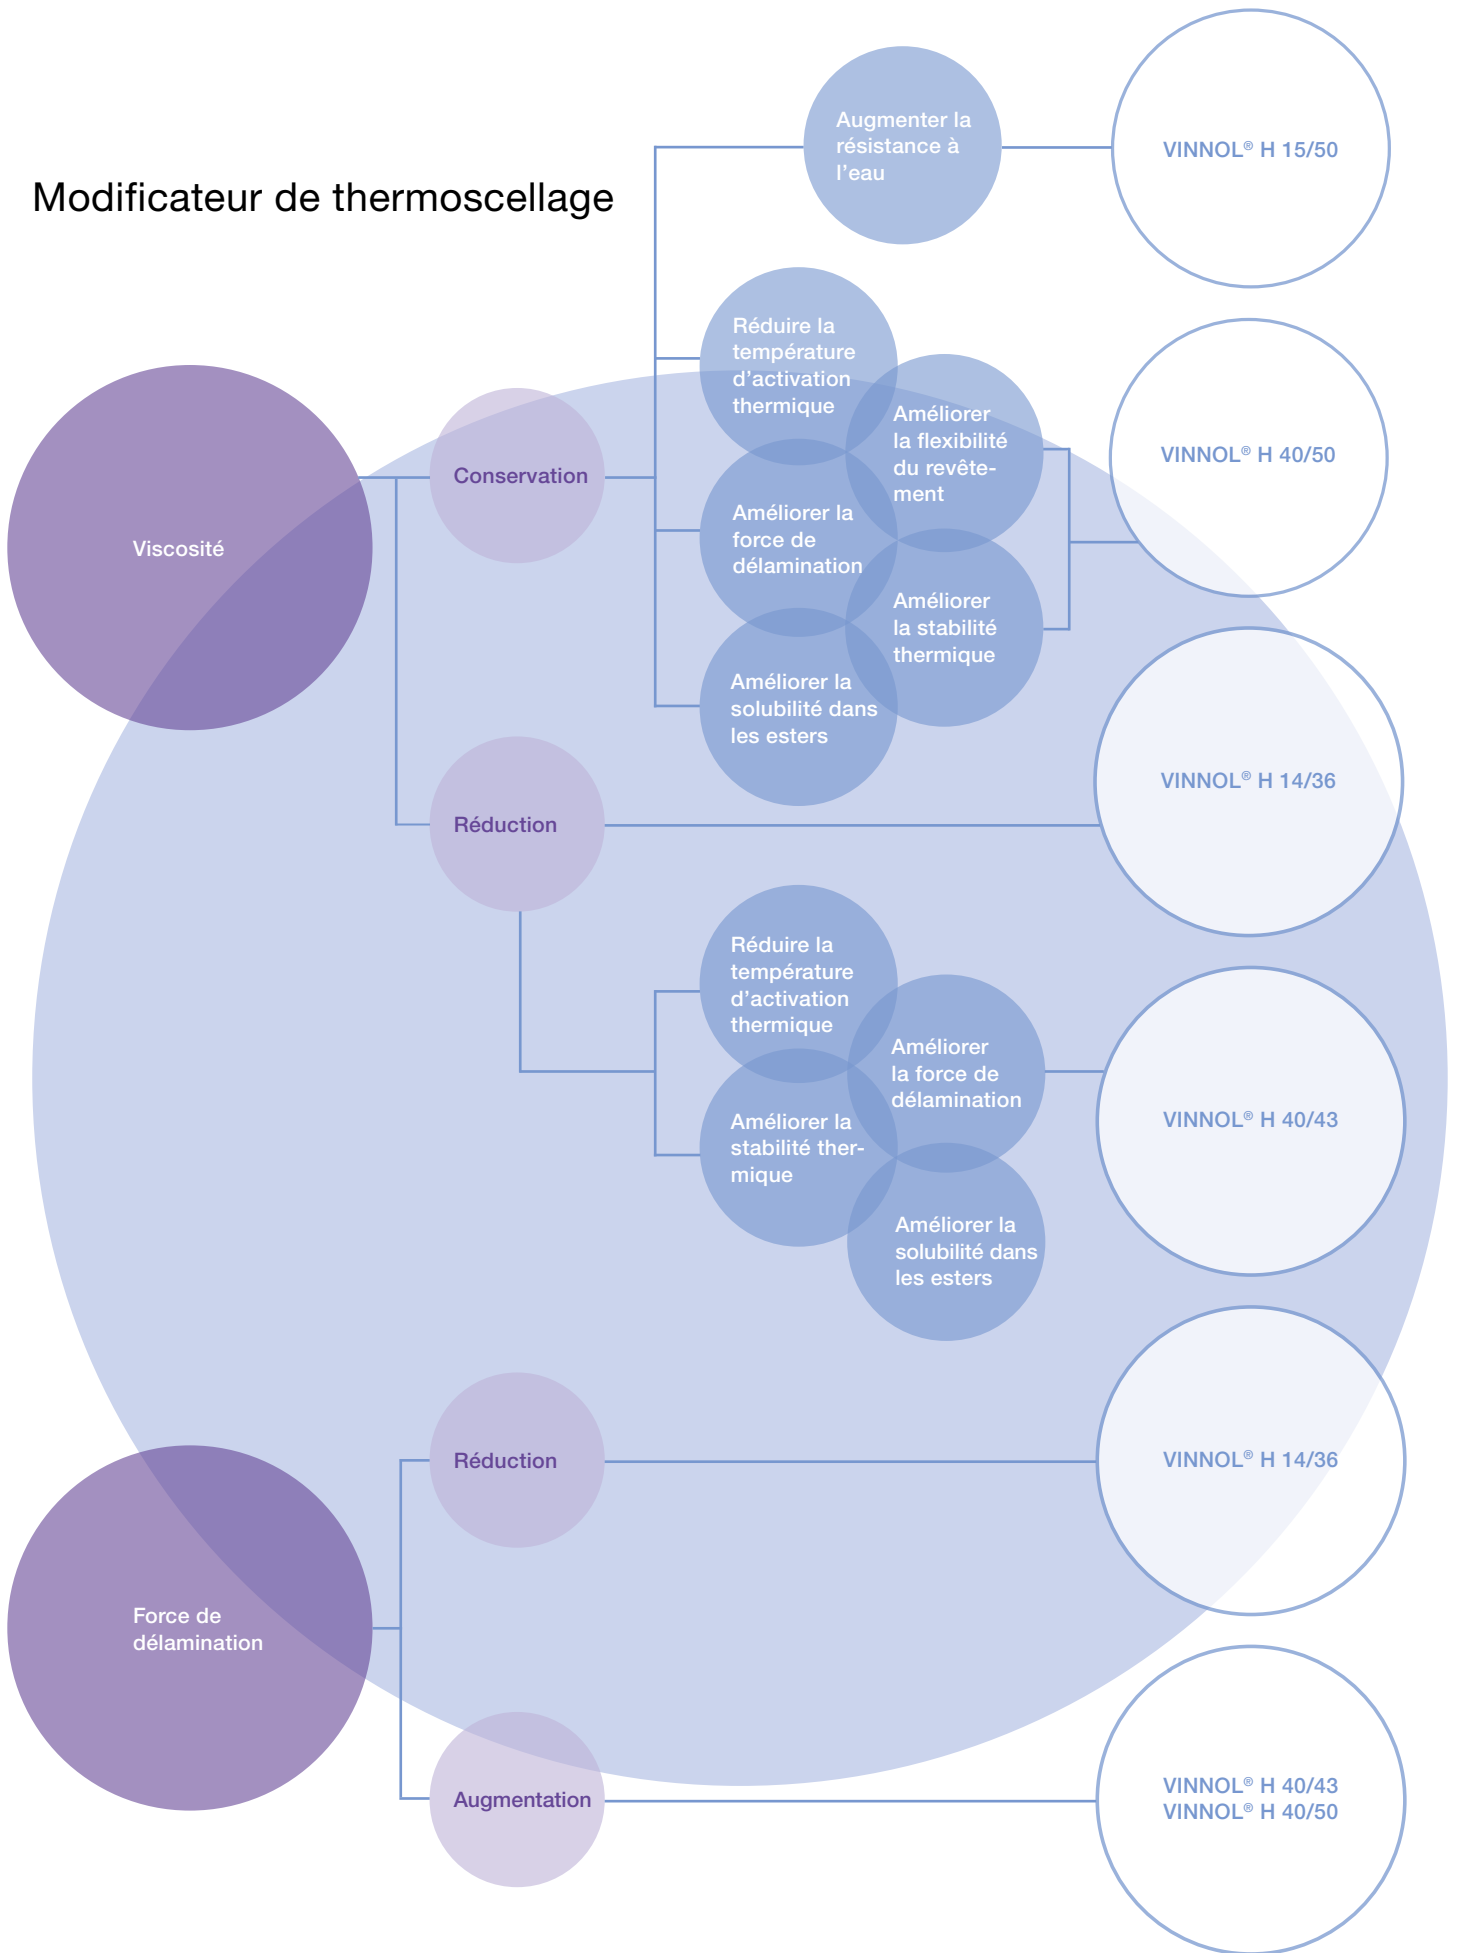 Modificateur de thermoscellage
Augmenter la
résistance à
l'eau
VINNOL® H 15/50
Réduire la
température
d'activation
thermique
Améliorer
la flexibilité
du revête-
ment
VINNOL® H 40/50
Conservation
Viscosité
Améliorer la
force de
délamination
Améliorer
la stabilité
thermique
Améliorer la
solubilité dans
les esters
VINNOL® H 14/36
Réduction
Réduire la
température
d'activation
thermique
Améliorer
la force de
délamination
Améliorer la
stabilité ther-
mique
VINNOL® H 40/43
Améliorer la
solubilité dans
les esters
Réduction
VINNOL® H 14/36
Force de
délamination
Augmentation
VINNOL® H 40/43
VINNOL® H 40/50